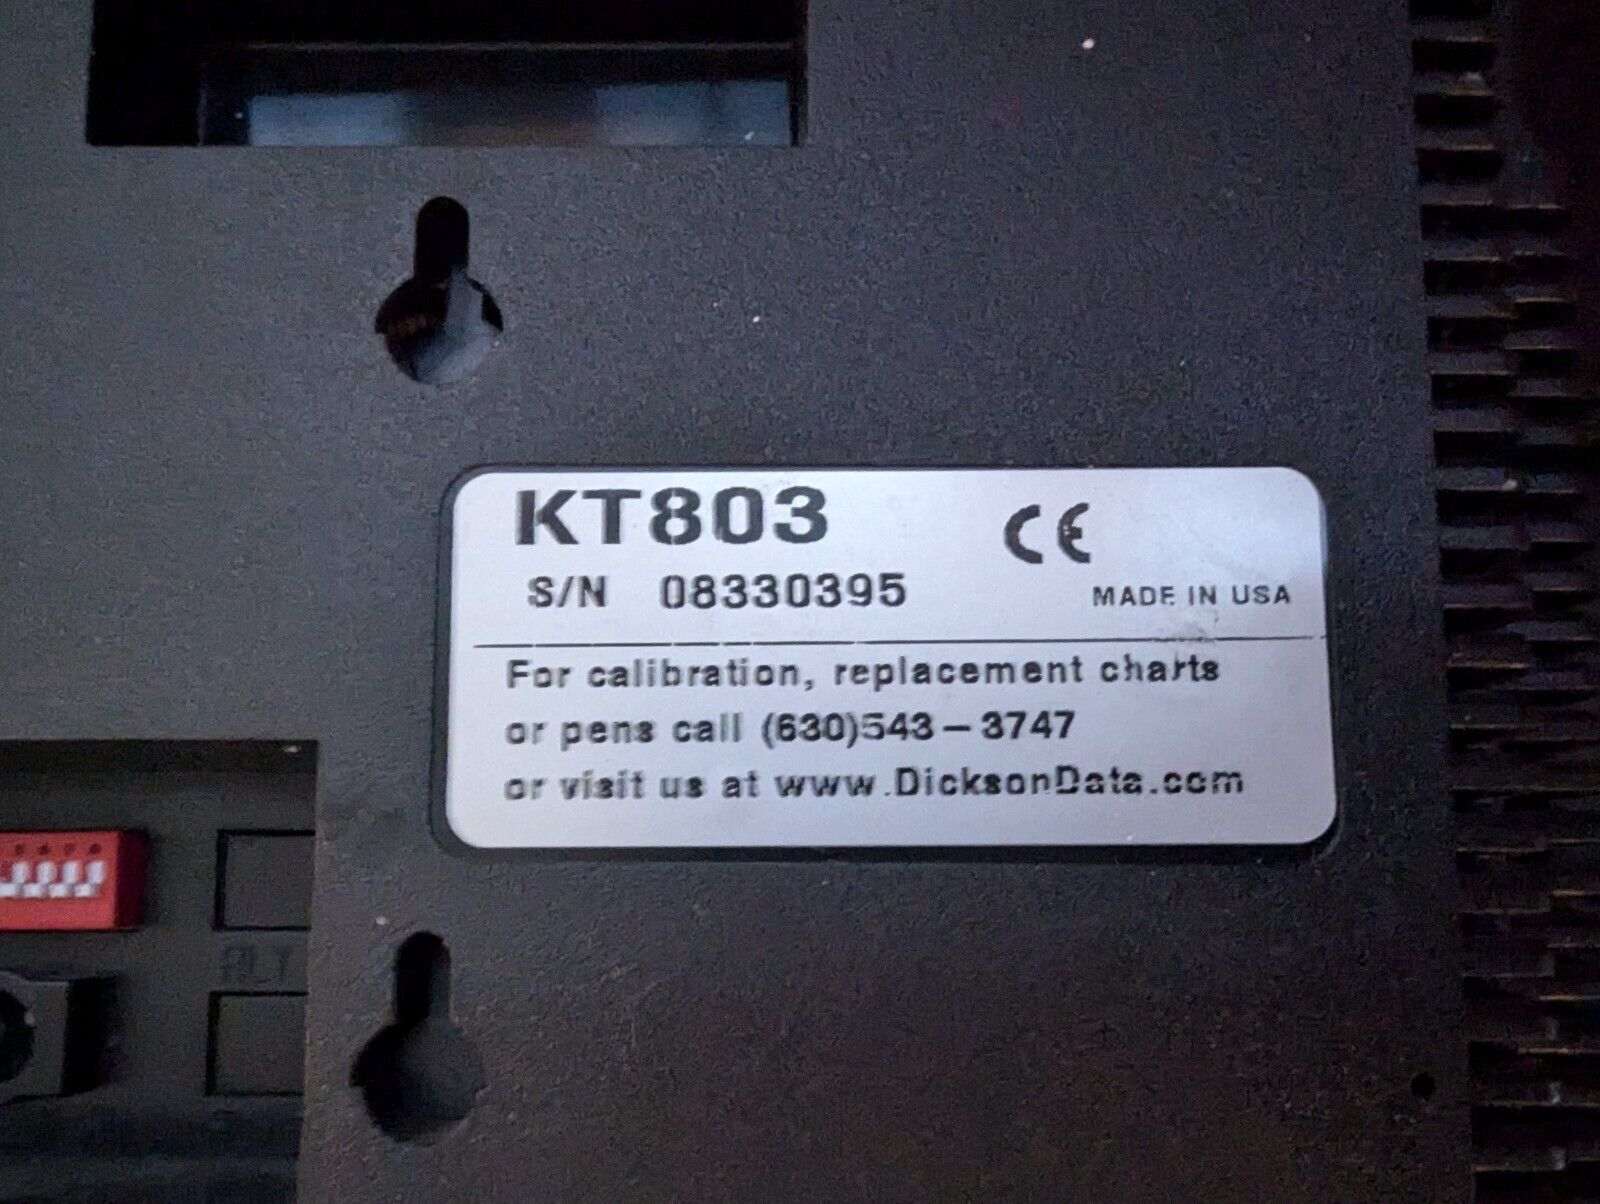 KT803
CE
S/N 08330395
MADE IN USA
For calibration, replacement charts
or pens call (630)543-3747
or visit us at www.DicksonData.com